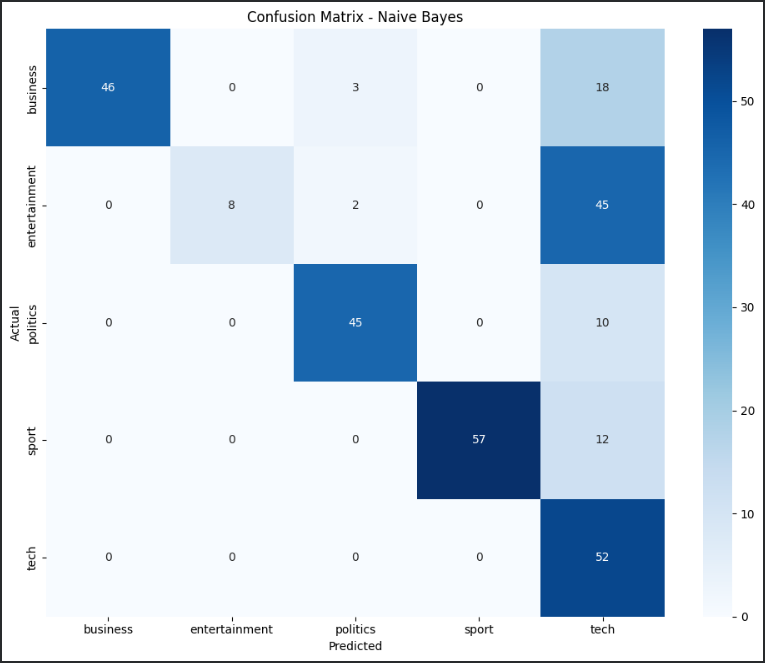 Confusion Matrix - Naive Bayes
business 46 0 3 0 18
entertainment 0 8 2 0 45
politics 0 0 45 0 10
sport 0 0 0 57 12
tech 0 0 0 0 52
Actual
business entertainment politics sport tech
Predicted
50
40
30
20
10
0